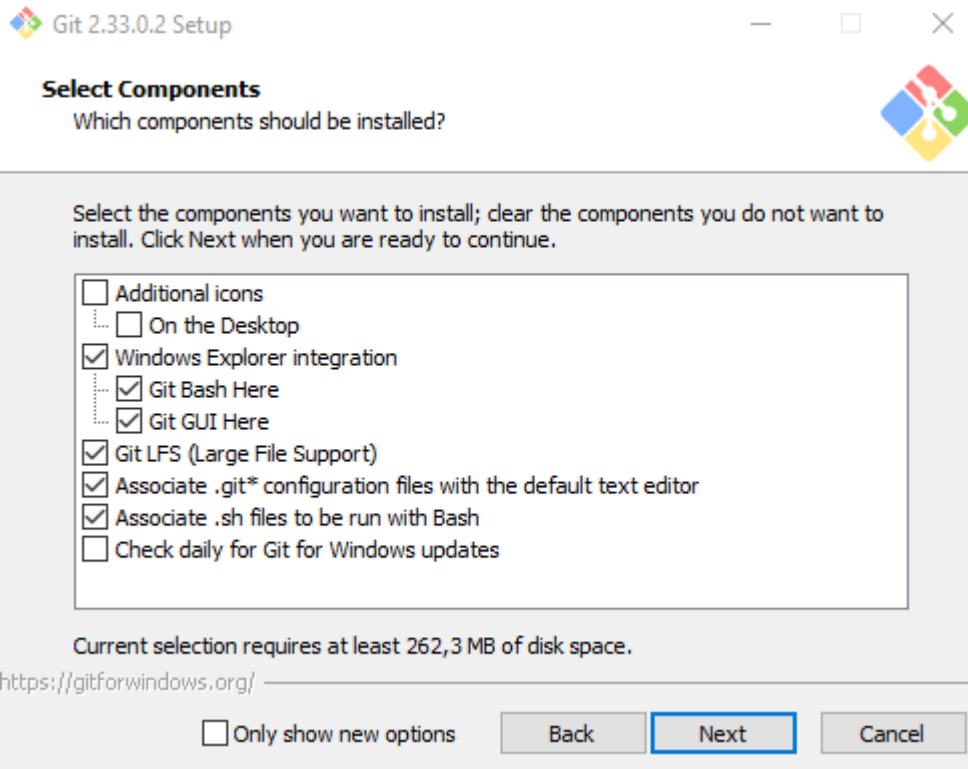 Git 2.33.0.2 Setup
Select Components
Which components should be installed?
Select the components you want to install; clear the components you do not want to
install. Click Next when you are ready to continue.
Additional icons
On the Desktop
Windows Explorer integration
Git Bash Here
Git GUI Here
Git LFS (Large File Support)
Associate .git* configuration files with the default text editor
Associate .sh files to be run with Bash
Check daily for Git for Windows updates
Current selection requires at least 262,3 MB of disk space.
https://gitforwindows.org/
Only show new options Back Next Cancel